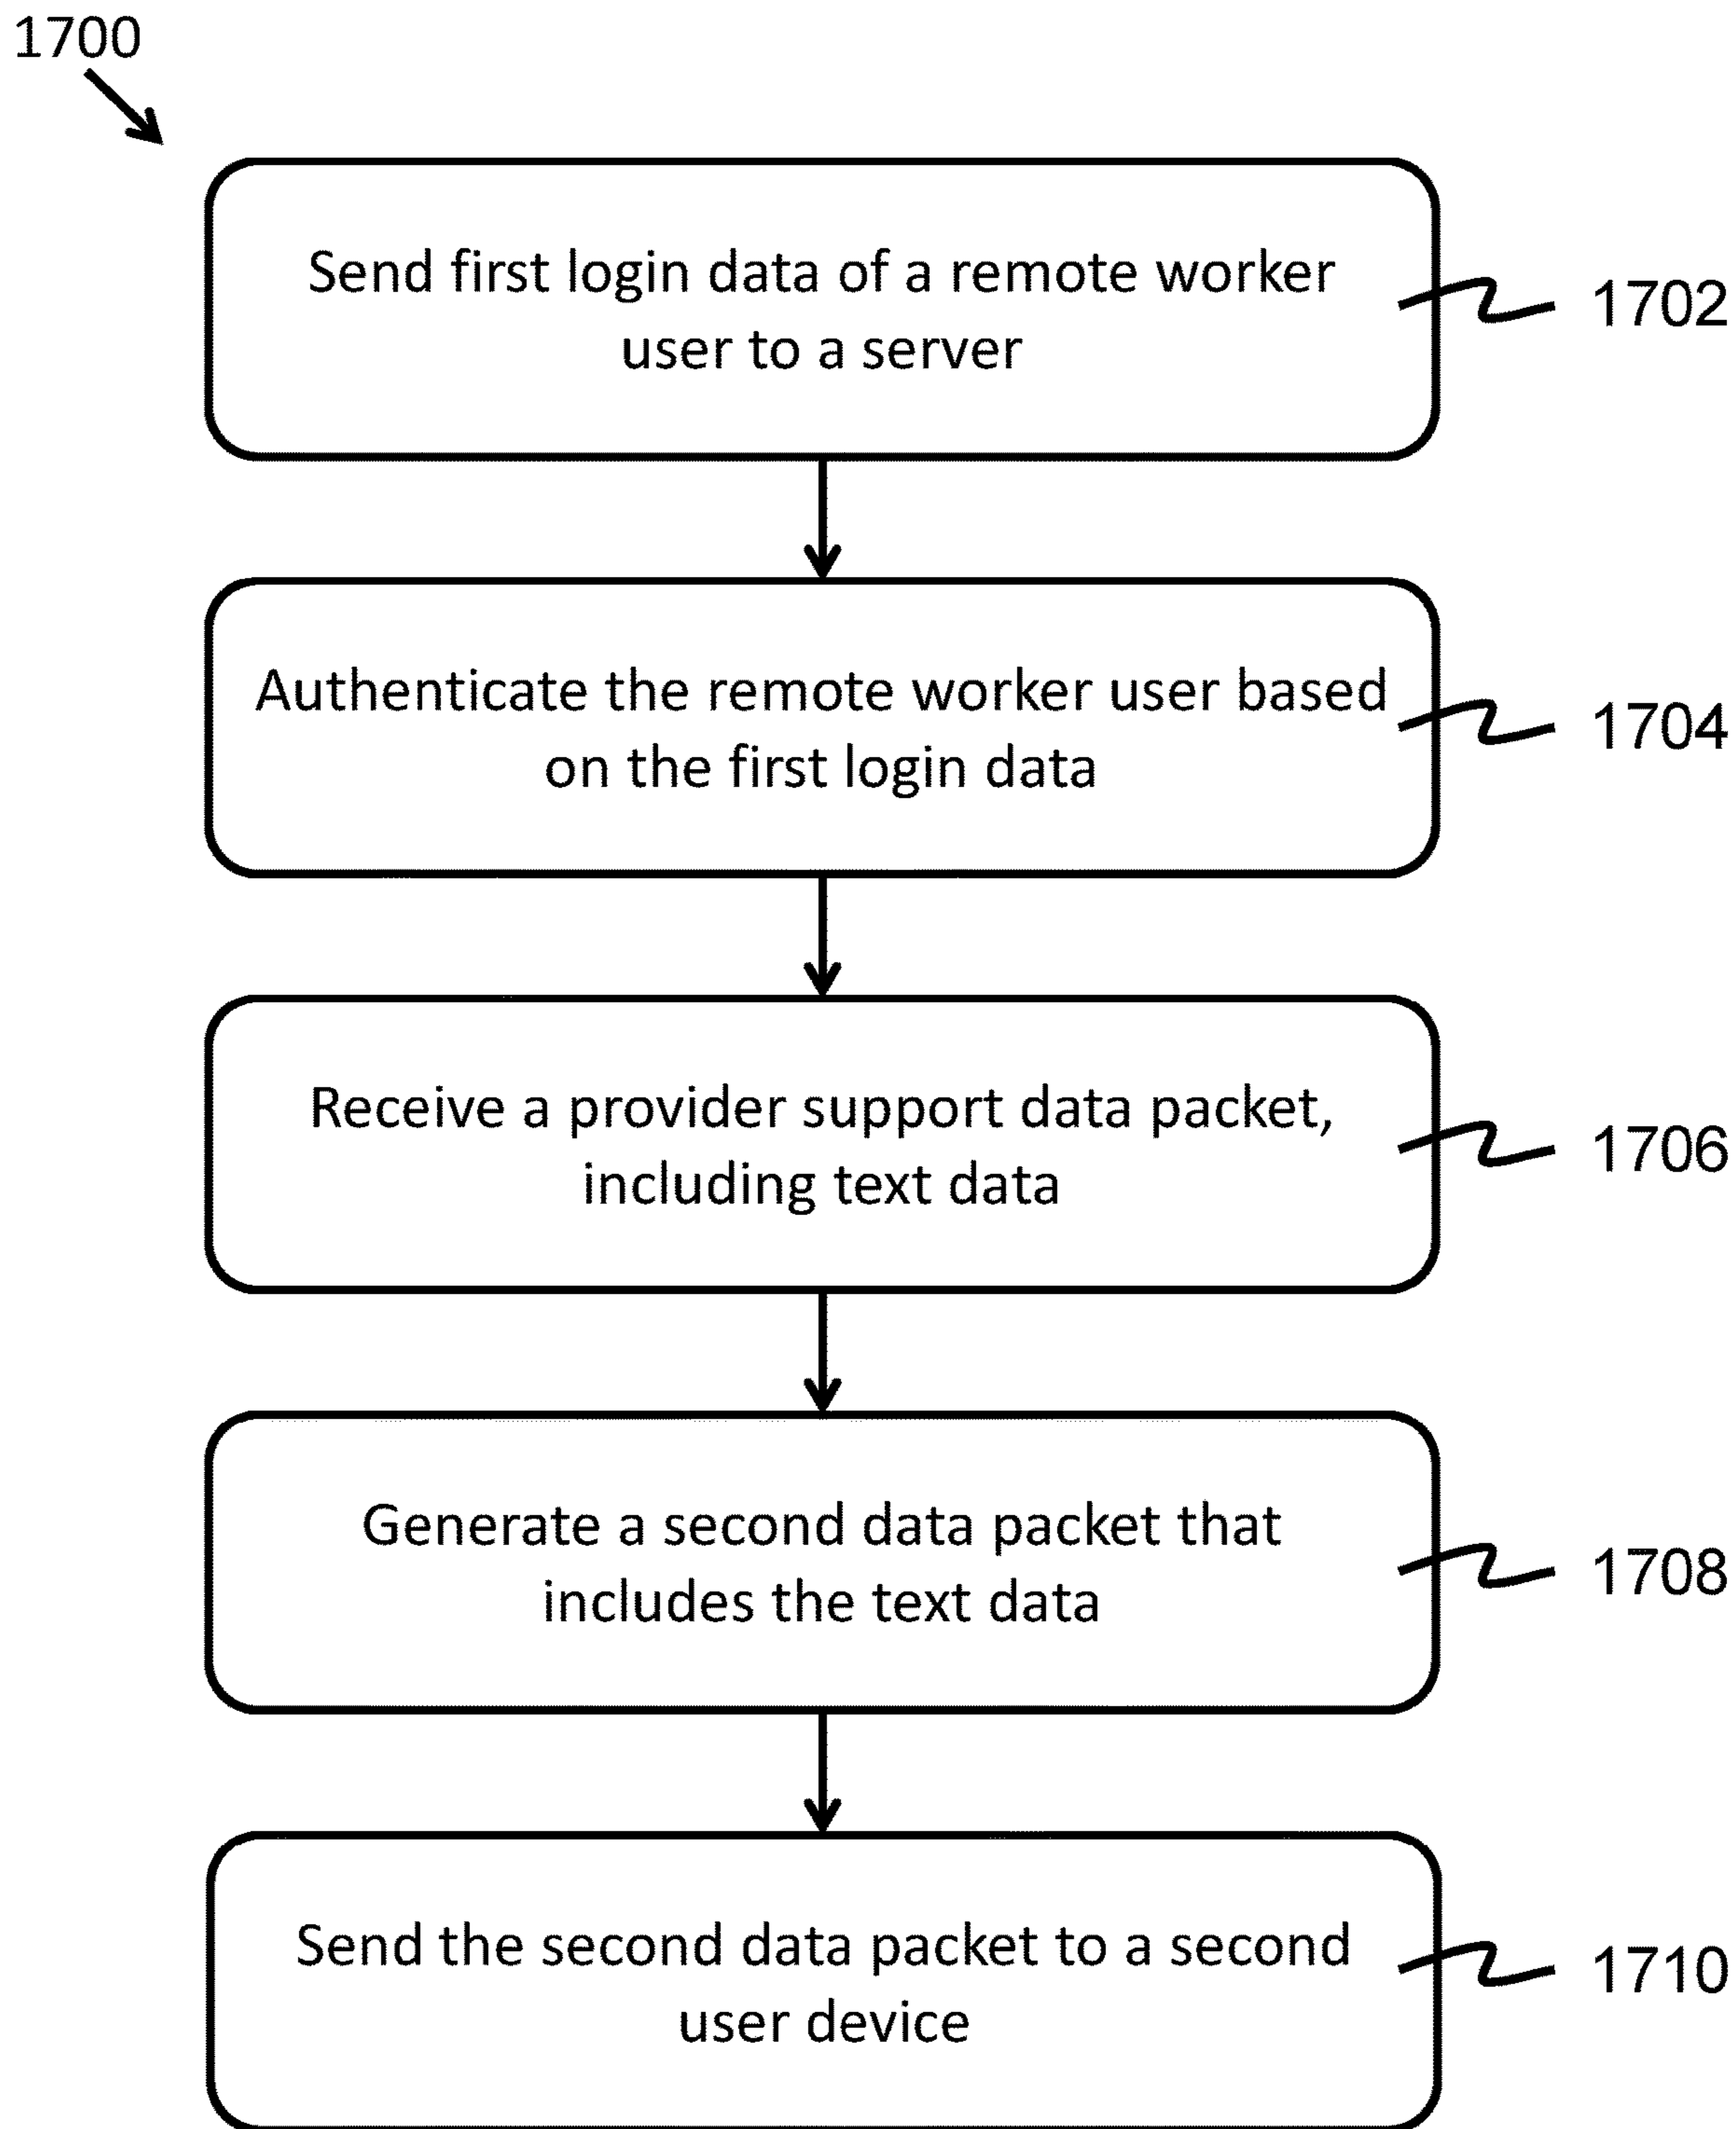 1700
Send first login data of a remote worker
user to a server
1702
Authenticate the remote worker user based
on the first login data
1704
Receive a provider support data packet,
including text data
1706
Generate a second data packet that
includes the text data
1708
Send the second data packet to a second
user device
1710